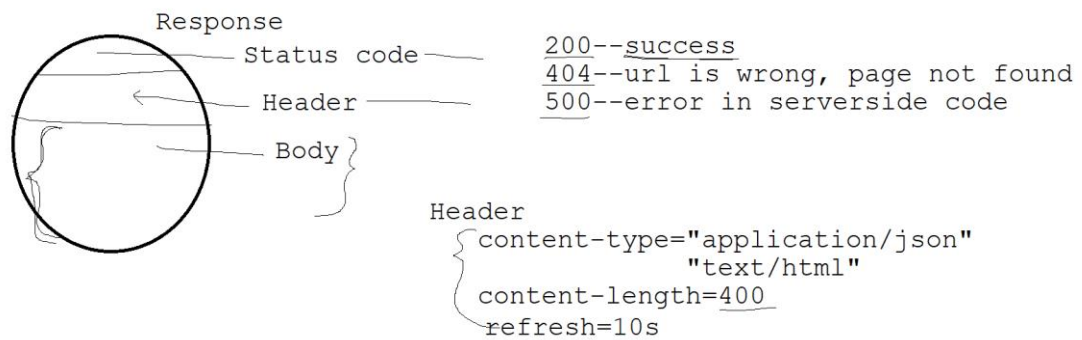 Response
Status code
200--success
404--url is wrong, page not found
Header
500--error in serverside code
Body
Header
content-type="application/json"
"text/html"
content-length=400
refresh=10s